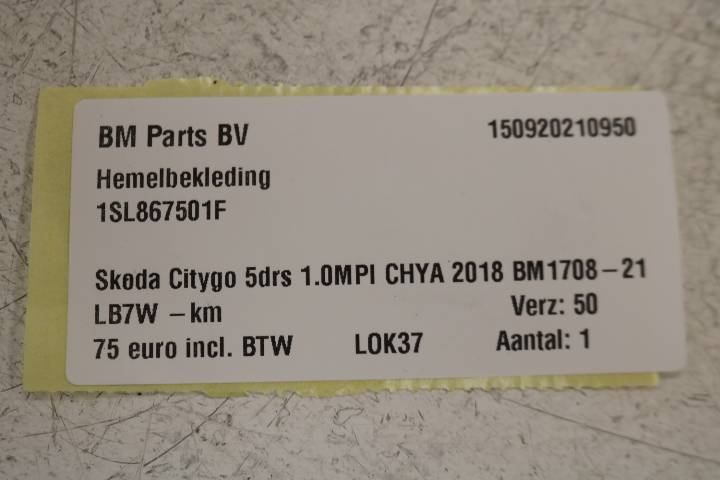 BM Parts BV 150920210950
Hemelbekleding
1SL867501F
Skoda Citygo 5drs 1.0MPI CHYA 2018 BM1708-21
LB7W -km Verz: 50
75 euro incl. BTW LOK37 Aantal: 1